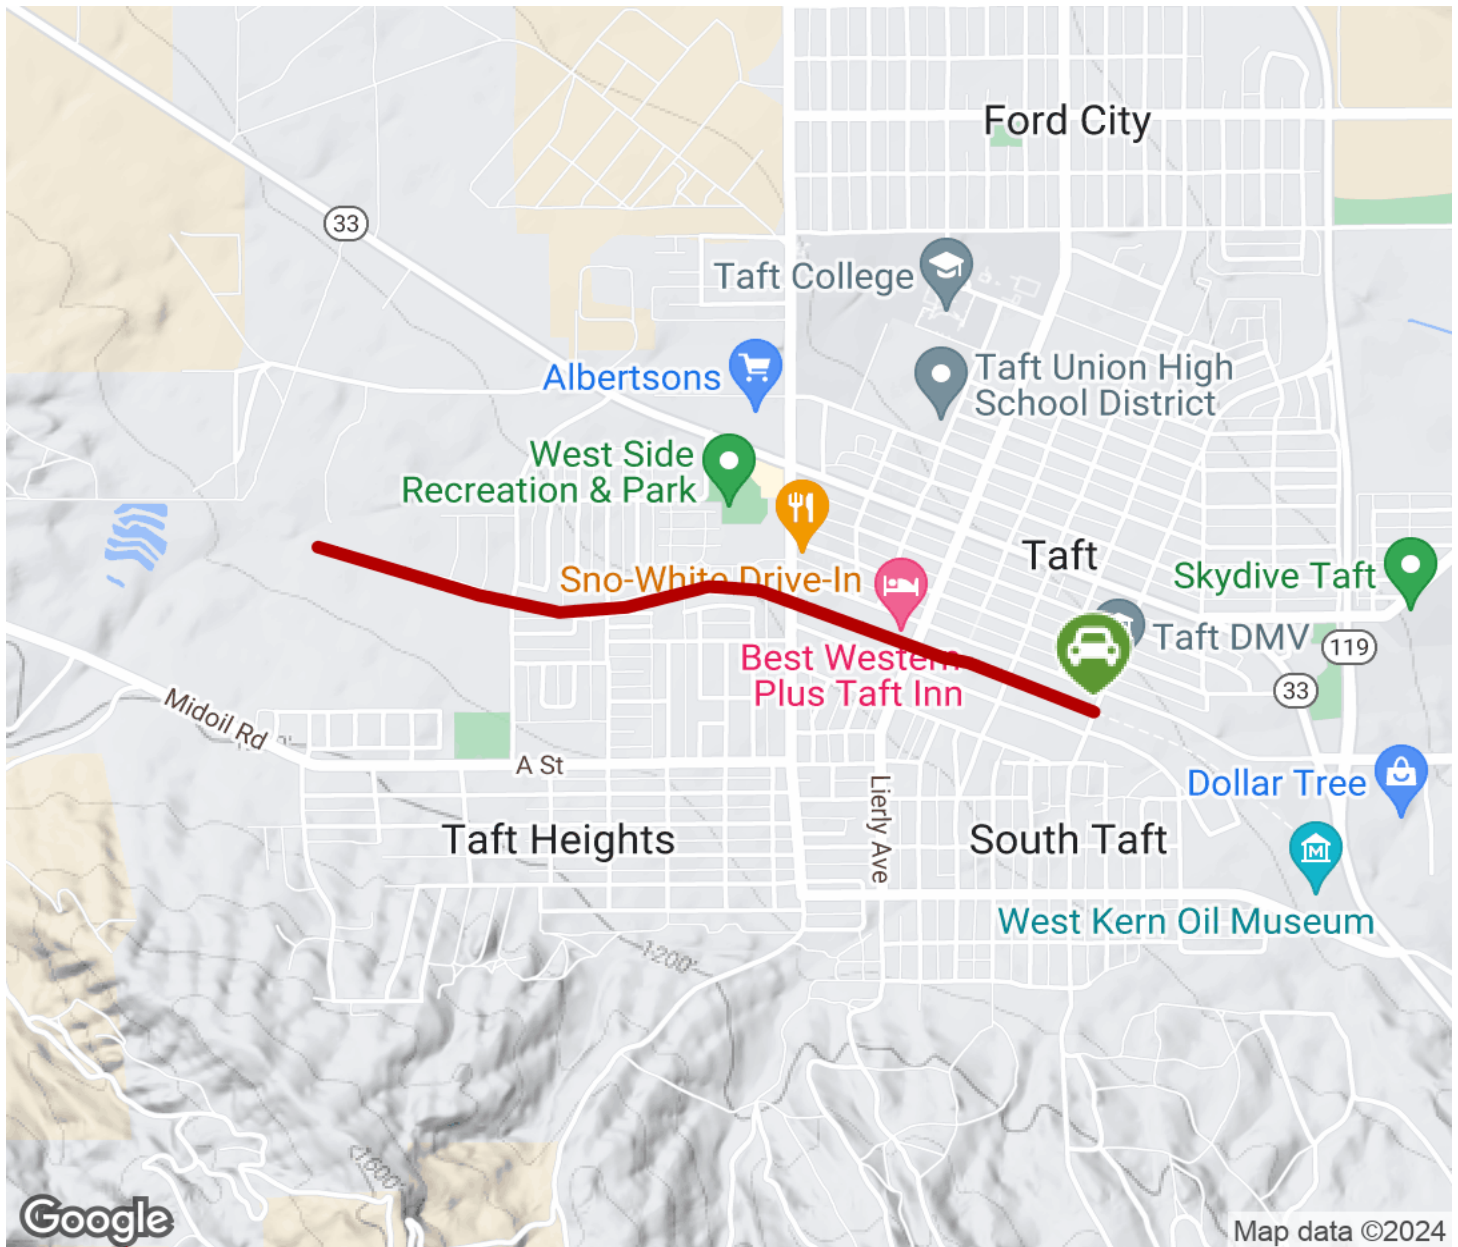 Ford City
33
Taft College
Albertsons
Taft Union High
School District
West Side
Recreation & Park
Taft
Sno-White Drive-In
Skydive Taft
Taft DMV
119
Best Western
Plus Taft Inn
33
Midoil Rd
A St
Dollar Tree
Lierly Ave
Taft Heights
South Taft
M
West Kern Oil Museum
1200'
1600'
Google
Map data ©2024